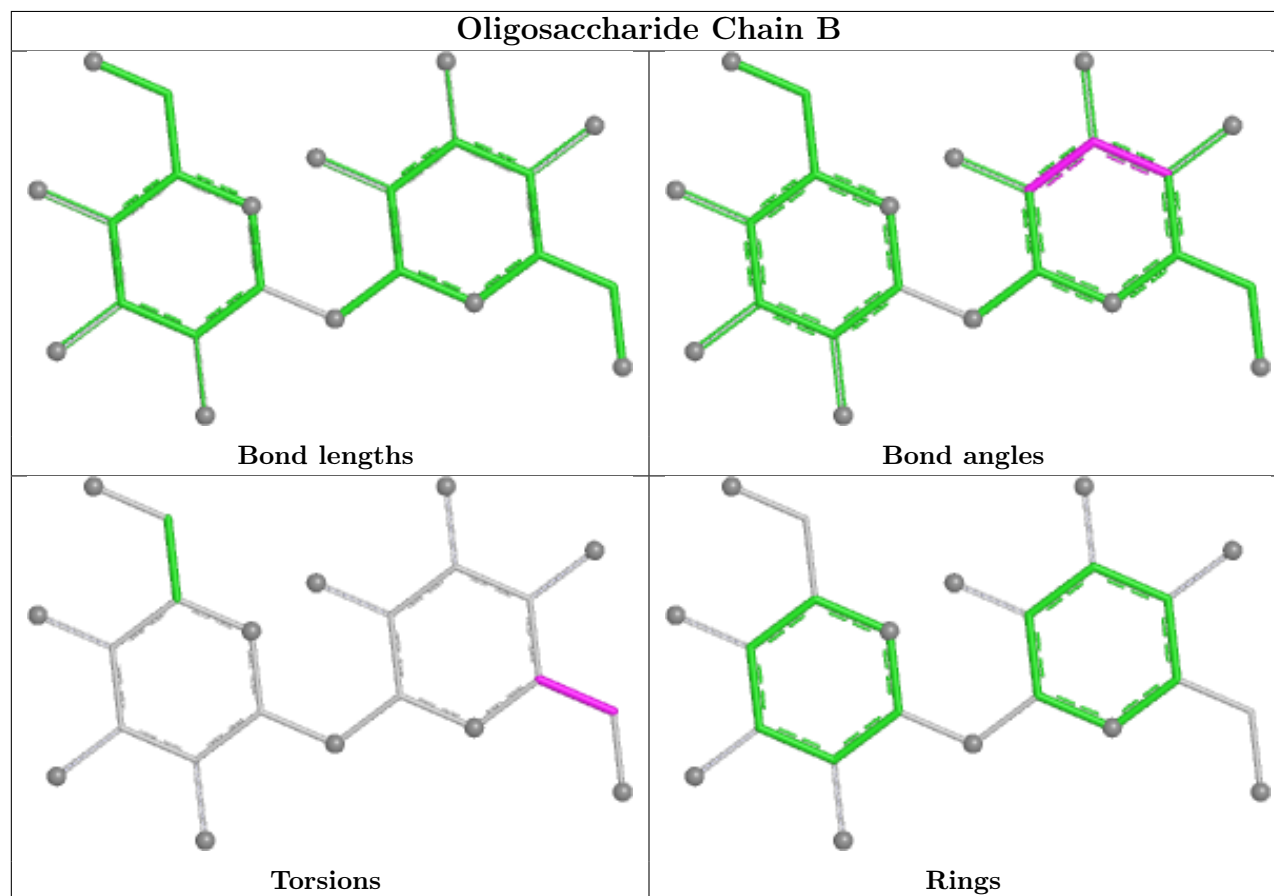 Oligosaccharide Chain B
Bond lengths
Bond angles
Torsions
Rings